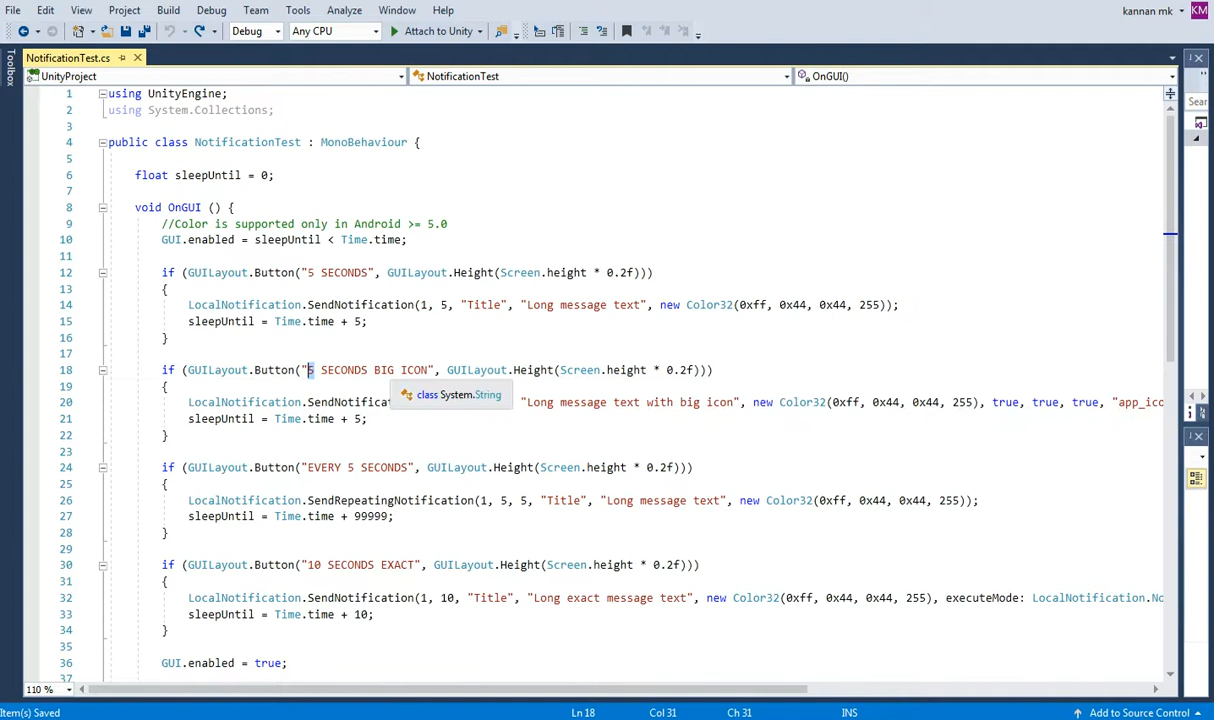 File Edit View Project Build Debug Team Tools Analyze Window Help kannan mk KM
Debug Any CPU Attach to Unity
Toolbox
NotificationTest.cs
UnityProject NotificationTest OnGUI()
Sear
1 using UnityEngine;
2 using System.Collections;
3
4 public class NotificationTest : MonoBehaviour {
5
6 float sleepUntil = 0;
7
8 void OnGUI () {
9 //Color is supported only in Android >= 5.0
10 GUI.enabled = sleepUntil < Time.time;
11
12 if (GUILayout.Button("5 SECONDS", GUILayout.Height(Screen.height * 0.2f)))
13 {
14 LocalNotification.SendNotification(1, 5, "Title", "Long message text", new Color32(0xff, 0x44, 0x44, 255));
15 sleepUntil = Time.time + 5;
16 }
17
18 if (GUILayout.Button("5 SECONDS BIG ICON", GUILayout.Height(Screen.height * 0.2f)))
19 {
class System.String
20 LocalNotification.SendNotificat "Long message text with big icon", new Color32(0xff, 0x44, 0x44, 255), true, true, true, "app_ico
21 sleepUntil = Time.time + 5;
22 }
23
24 if (GUILayout.Button("EVERY 5 SECONDS", GUILayout.Height(Screen.height * 0.2f)))
25 {
26 LocalNotification.SendRepeatingNotification(1, 5, 5, "Title", "Long message text", new Color32(0xff, 0x44, 0x44, 255));
27 sleepUntil = Time.time + 99999;
28 }
29
30 if (GUILayout.Button("10 SECONDS EXACT", GUILayout.Height(Screen.height * 0.2f)))
31 {
32 LocalNotification.SendNotification(1, 10, "Title", "Long exact message text", new Color32(0xff, 0x44, 0x44, 255), executeMode: LocalNotification.No
33 sleepUntil = Time.time + 10;
34 }
35
36 GUI.enabled = true;
37
110 %
Item(s) Saved Ln 18 Col 31 Ch 31 INS Add to Source Control